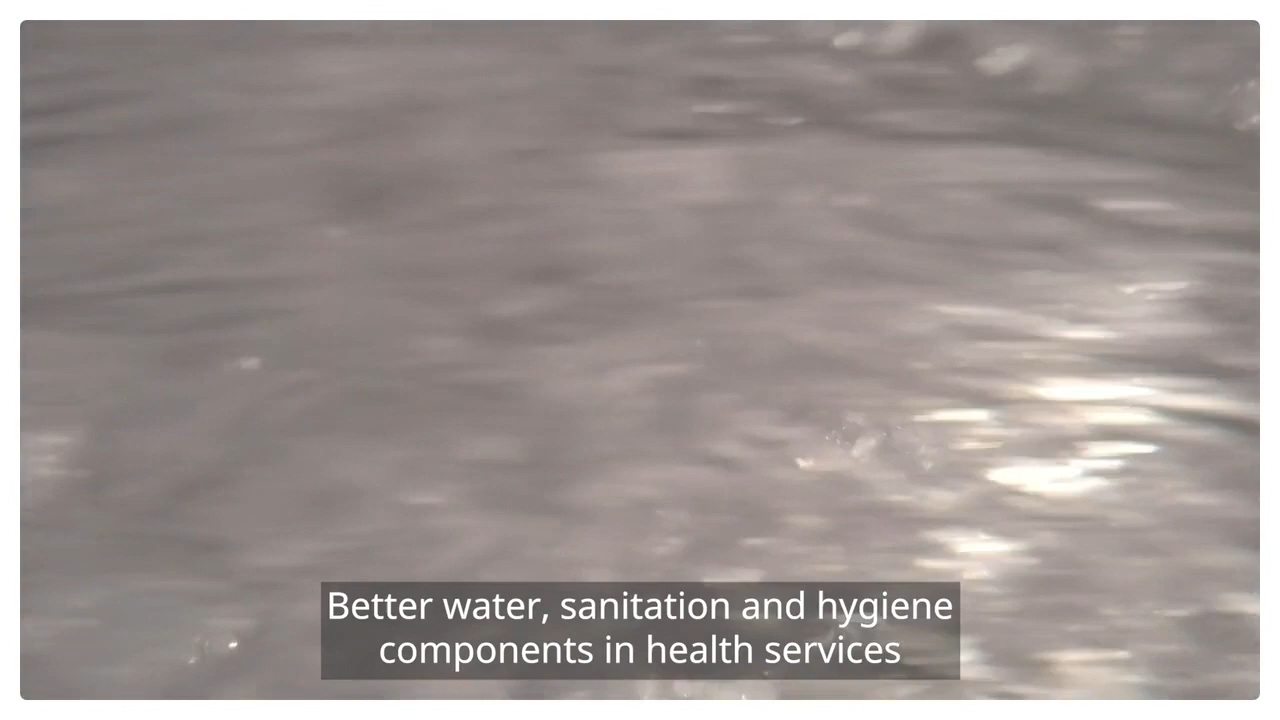 Better water, sanitation and hygiene
components in health services